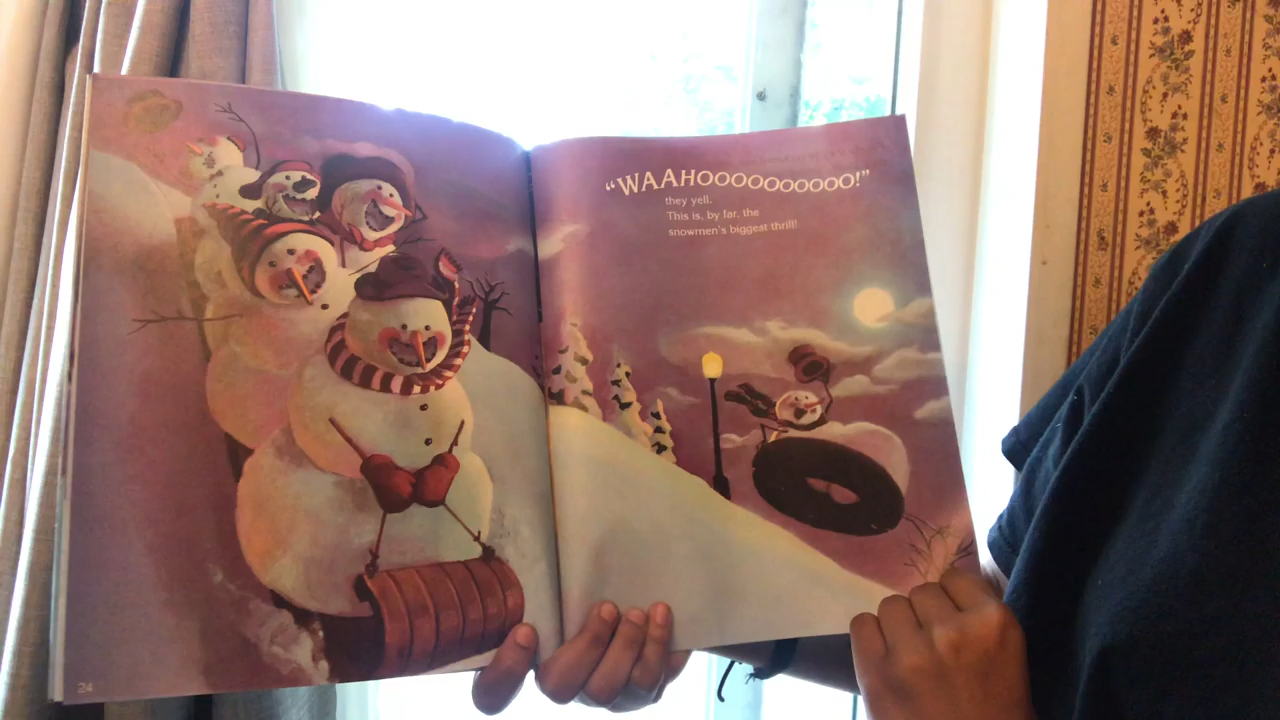 “WAAHOOOOOOOOOO!”
they yell.
This is, by far, the
snowmen's biggest thrill!
24